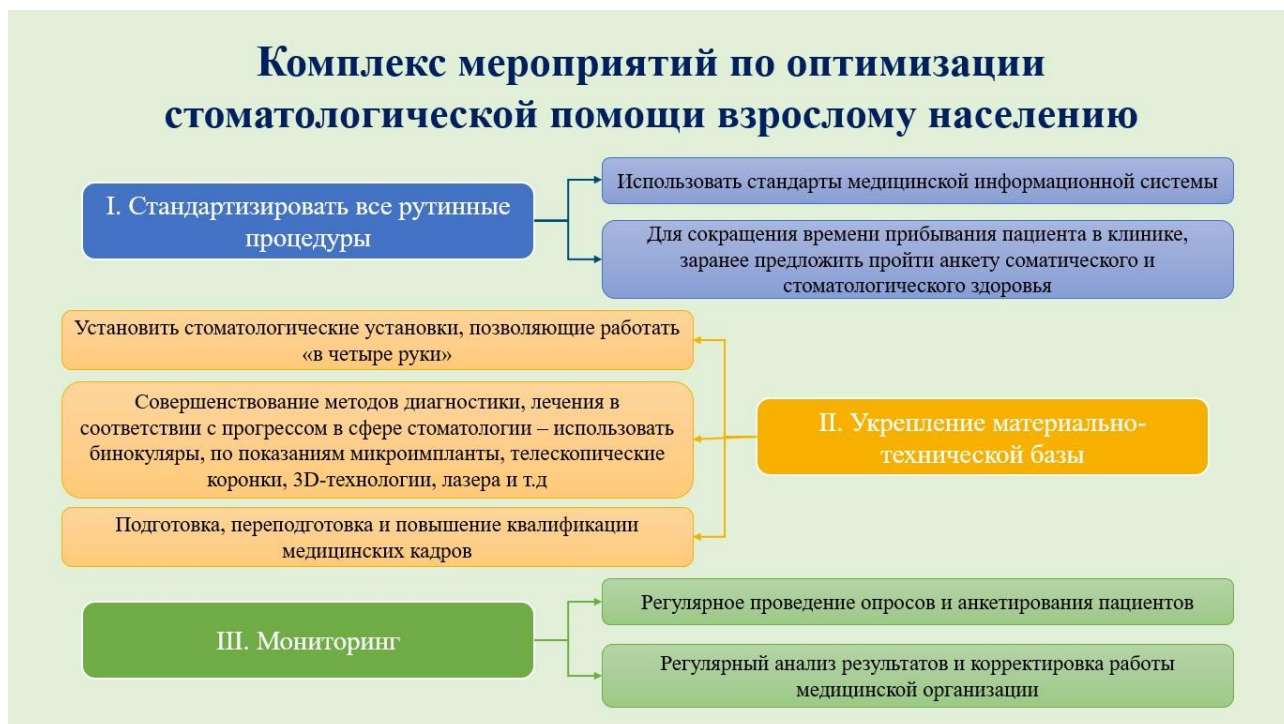 Комплекс мероприятий по оптимизации
стоматологической помощи взрослому населению
I. Стандартизировать все рутинные
процедуры
Использовать стандарты медицинской информационной системы
Для сокращения времени прибывания пациента в клинике,
заранее предложить пройти анкету соматического и
стоматологического здоровья
Установить стоматологические установки, позволяющие работать
«в четыре руки»
Совершенствование методов диагностики, лечения в
соответствии с прогрессом в сфере стоматологии – использовать
бинокуляры, по показаниям микроимпланты, телескопические
коронки, 3D-технологии, лазера и т.д
Подготовка, переподготовка и повышение квалификации
медицинских кадров
II. Укрепление материально-
технической базы
III. Мониторинг
Регулярное проведение опросов и анкетирования пациентов
Регулярный анализ результатов и корректировка работы
медицинской организации